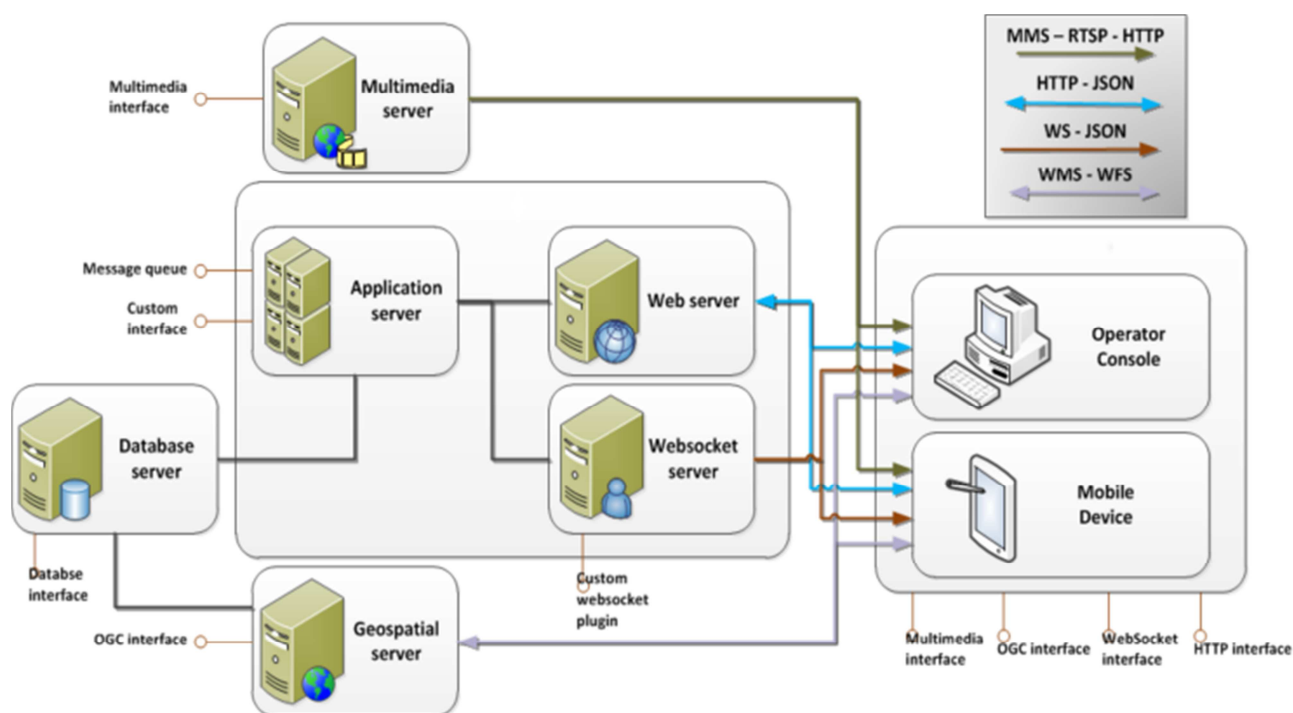 MMS – RTSP - HTTP
HTTP - JSON
WS - JSON
WMS - WFS
Multimedia
interface
Multimedia
server
Message queue
Custom
interface
Application
server
Web server
Operator
Console
Database
server
Websocket
server
Mobile
Device
Databse
interface
Custom
websocket
plugin
OGC interface
Geospatial
server
Multimedia
interface
OGC interface
WebSocket
interface
HTTP interface